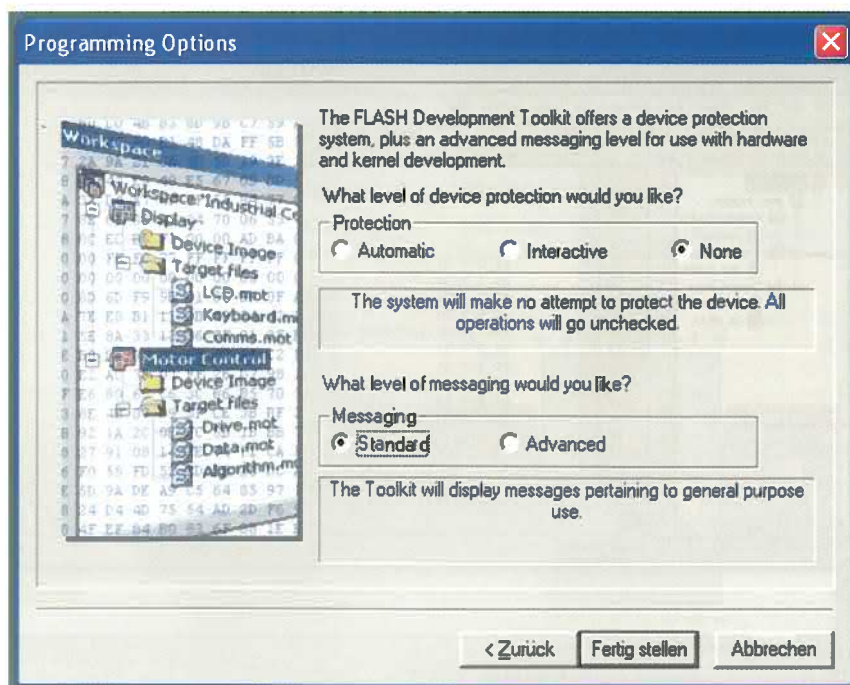 Programming Options
Workspace
Workspace "Industrial Co
Display
Device Image
Target files
LCD.mot
Keyboard.m
Comms.mot
Motor Control
Device Image
Target files
Drive.mot
Data.mot
Algorithm.mo
The FLASH Development Toolkit offers a device protection
system, plus an advanced messaging level for use with hardware
and kernel development.
What level of device protection would you like?
Protection
Automatic Interactive None
The system will make no attempt to protect the device. All
operations will go unchecked.
What level of messaging would you like?
Messaging
Standard Advanced
The Toolkit will display messages pertaining to general purpose
use.
< Zurück Fertig stellen Abbrechen